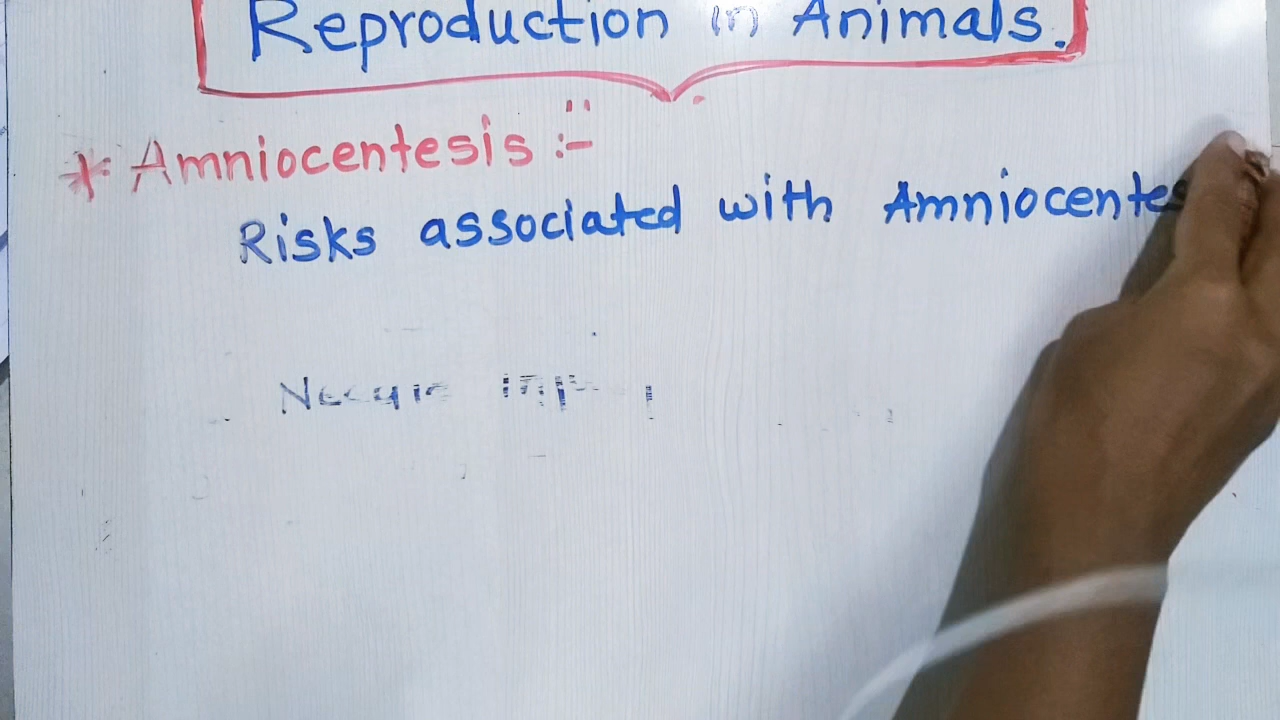 Reproduction in Animals.
* Amniocentesis :-
Risks associated with Amniocentes